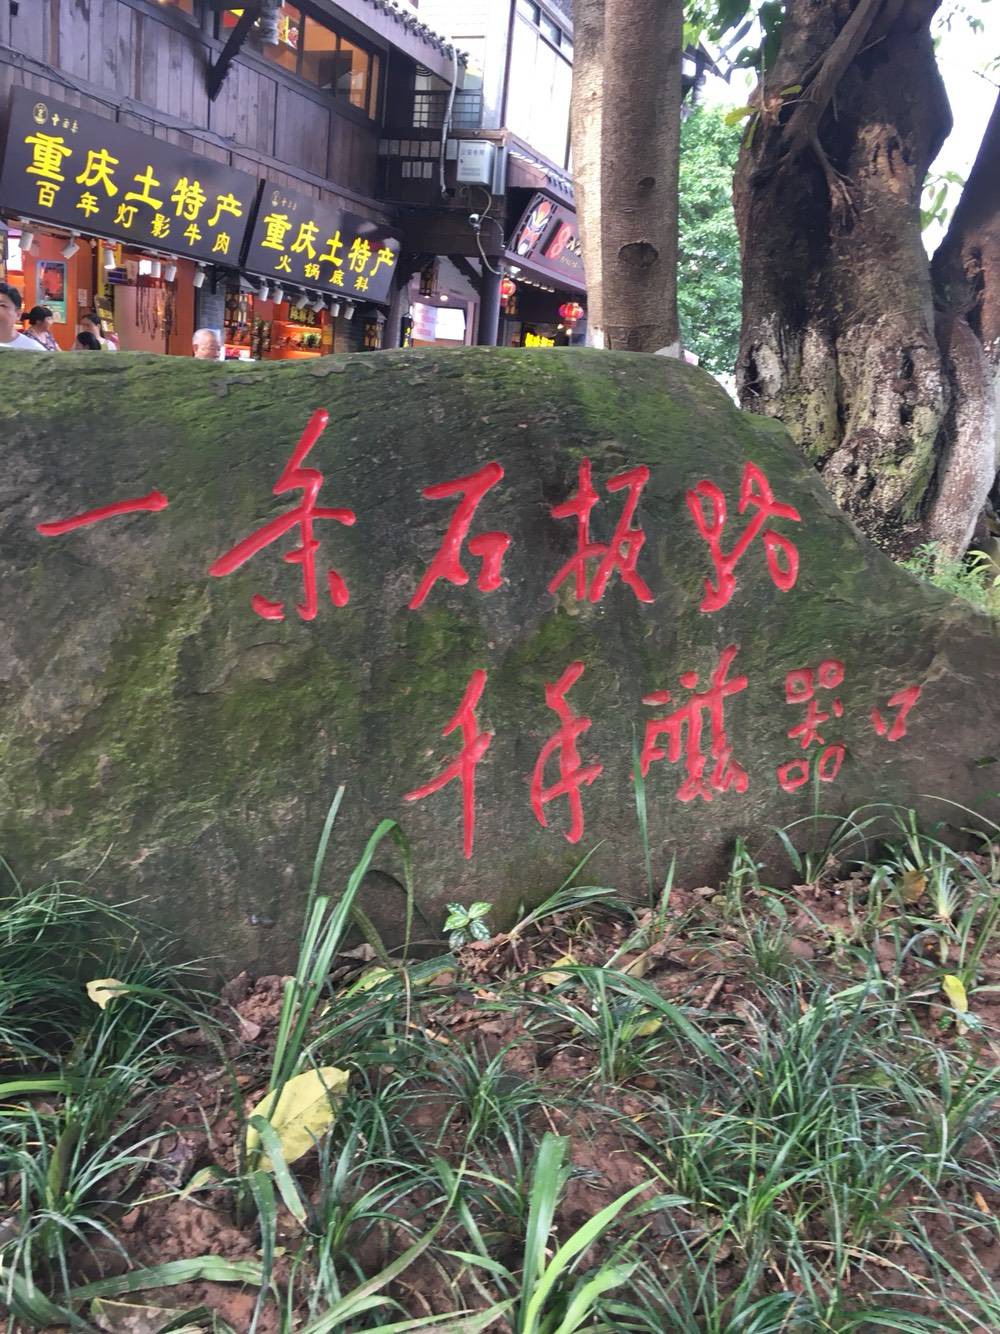 重庆土特产
百年灯影牛肉
重庆土特产
火锅底料
一条石板路
千年磁器口